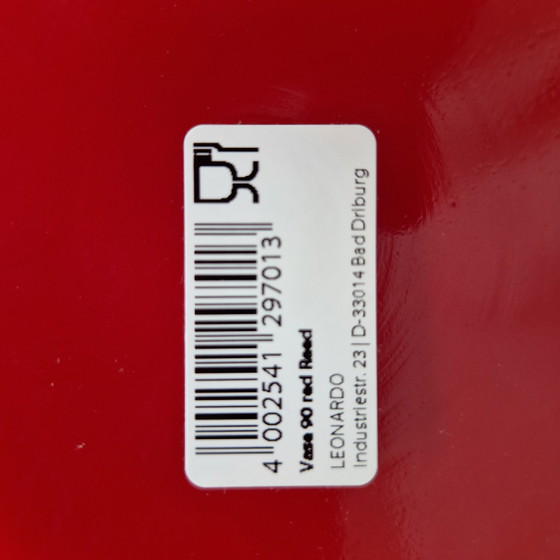 4 002541 297013
Vase 90 red Reed
LEONARDO
Industriestr. 23 | D-33014 Bad Driburg